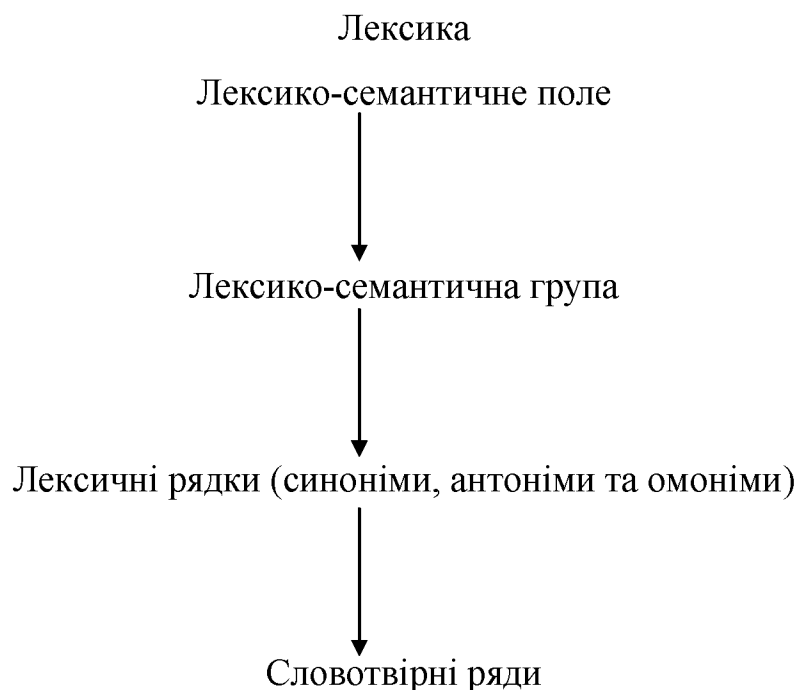 Лексика
Лексико-семантичне поле
Лексико-семантична група
Лексичні рядки (синоніми, антоніми та омоніми)
Словотвірні ряди